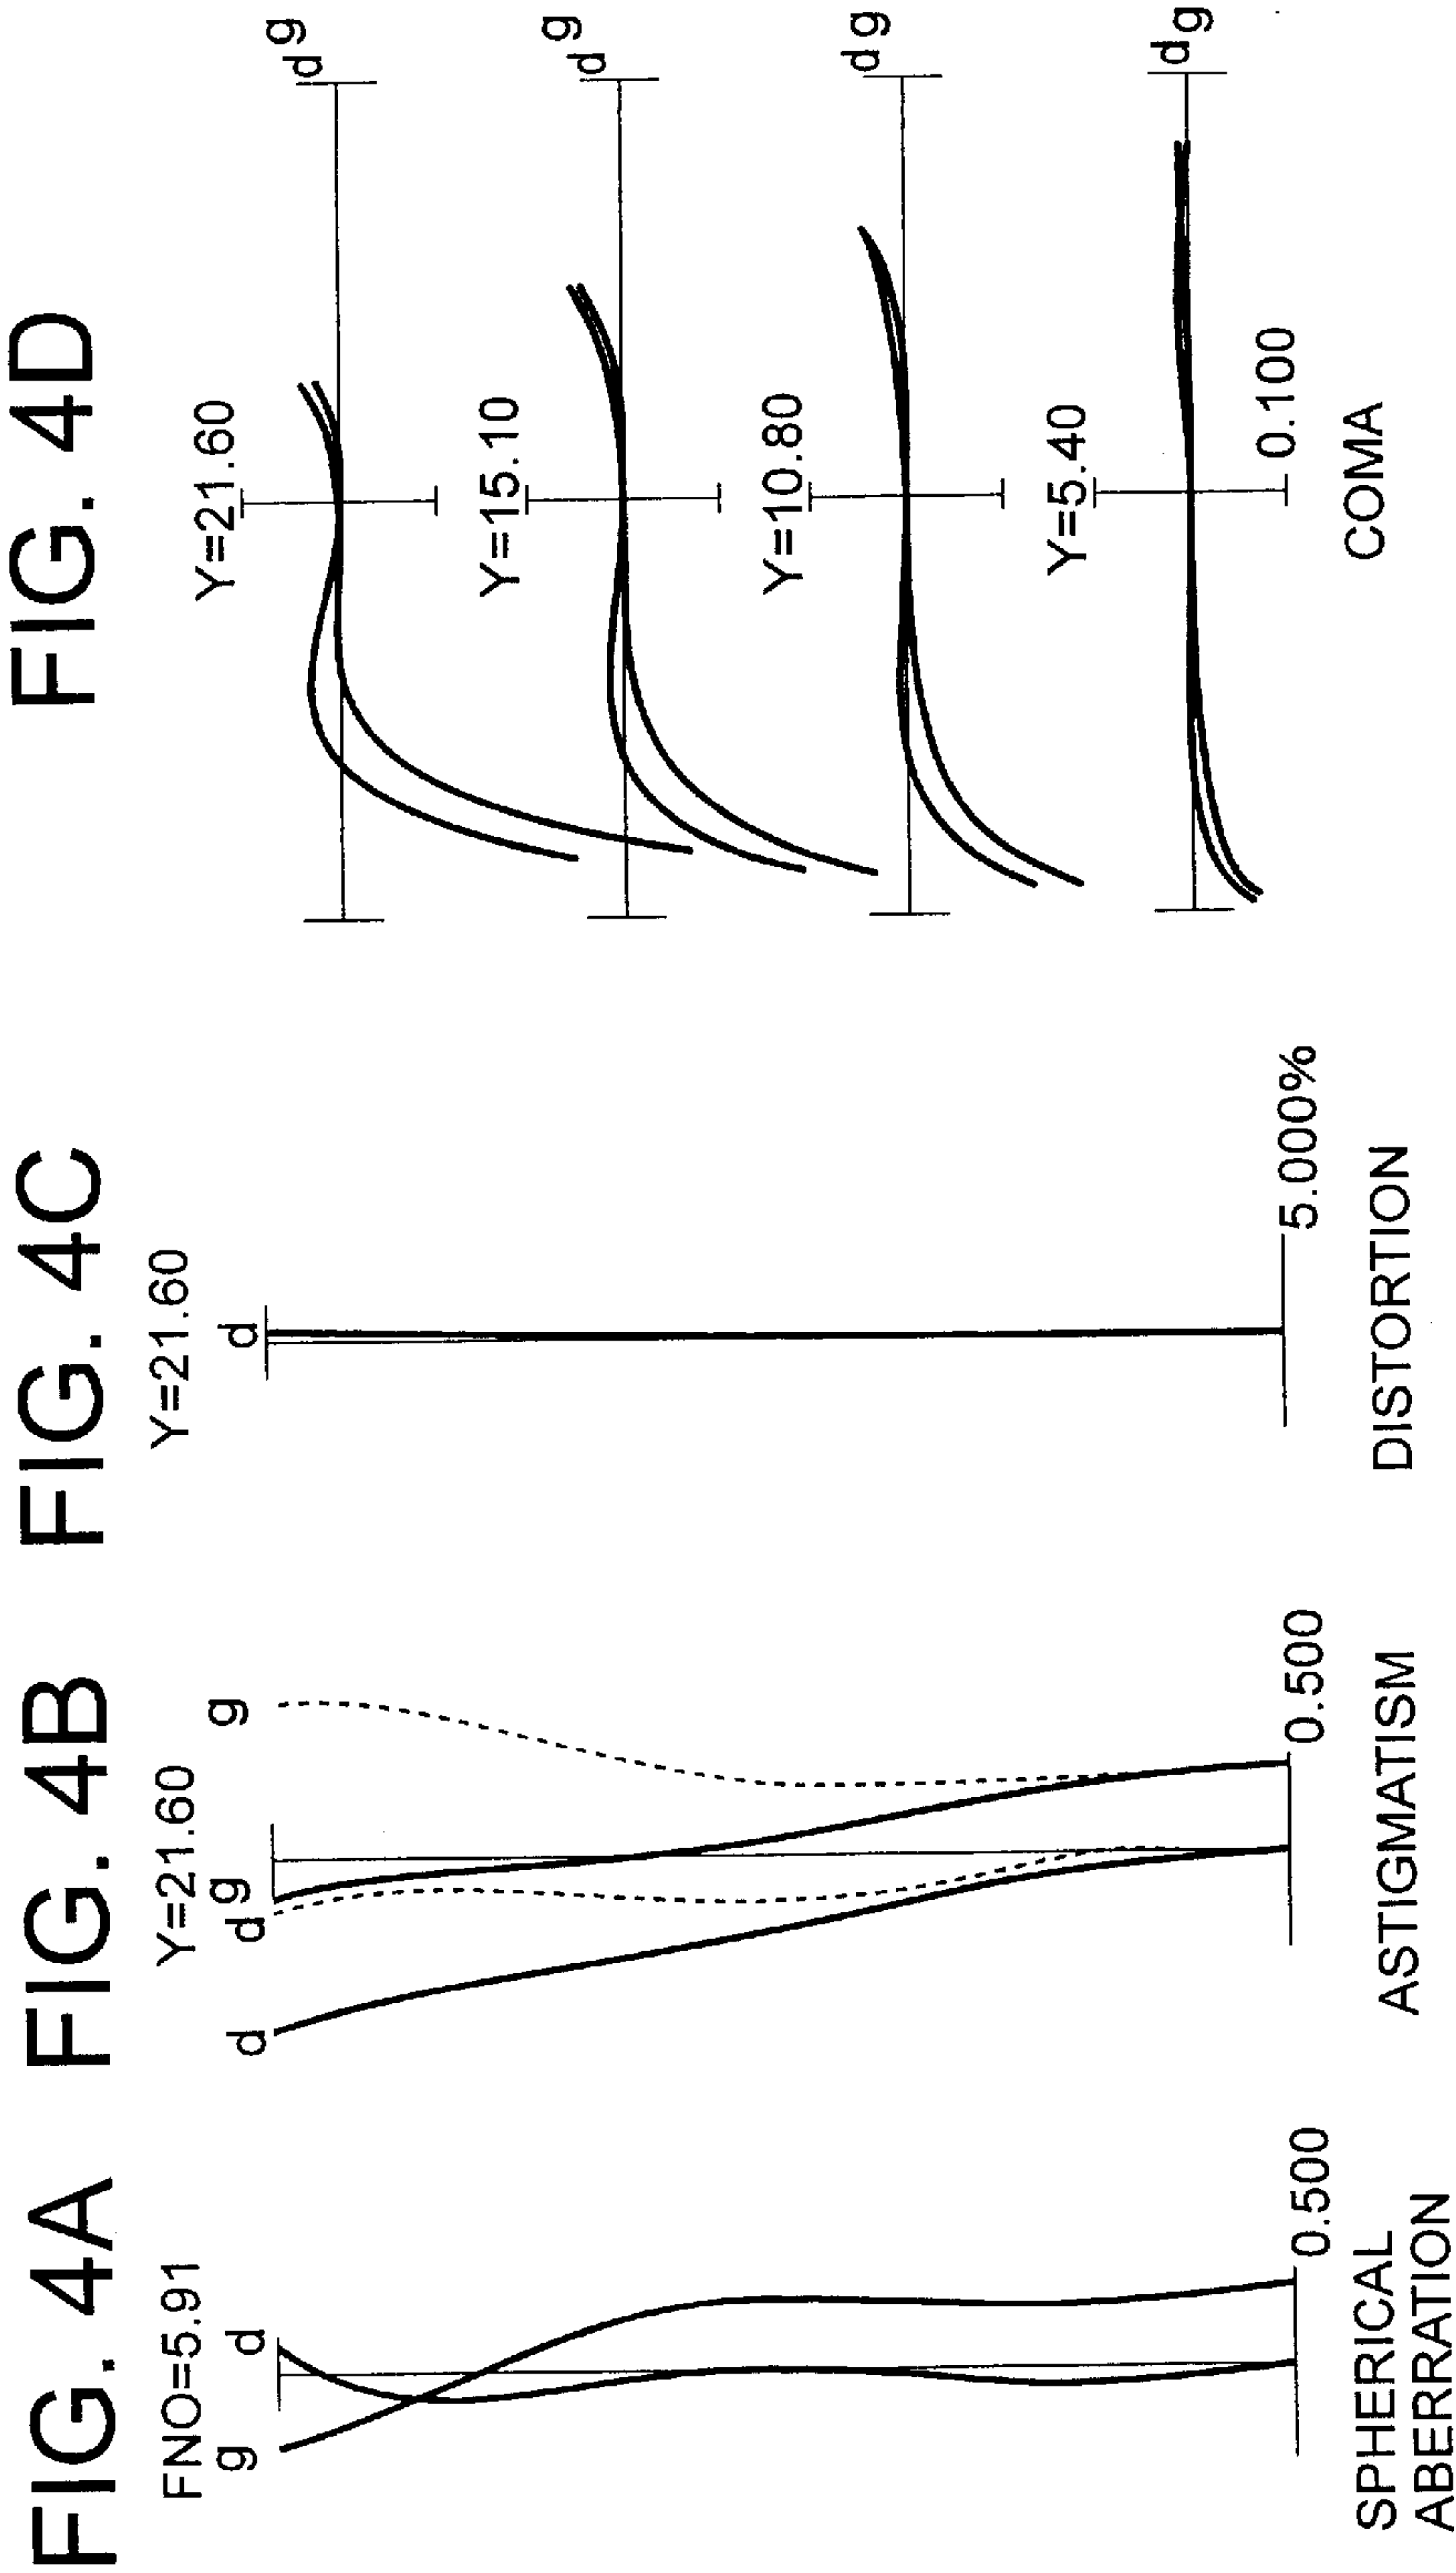 FIG. 4A
FNO=5.91
g
d
0.500
SPHERICAL
ABERRATION
FIG. 4B
Y=21.60
d
d
g
g
0.500
ASTIGMATISM
FIG. 4C
Y=21.60
d
5.000%
DISTORTION
FIG. 4D
Y=21.60
d g
Y=15.10
d g
Y=10.80
d g
Y=5.40
d g
0.100
COMA